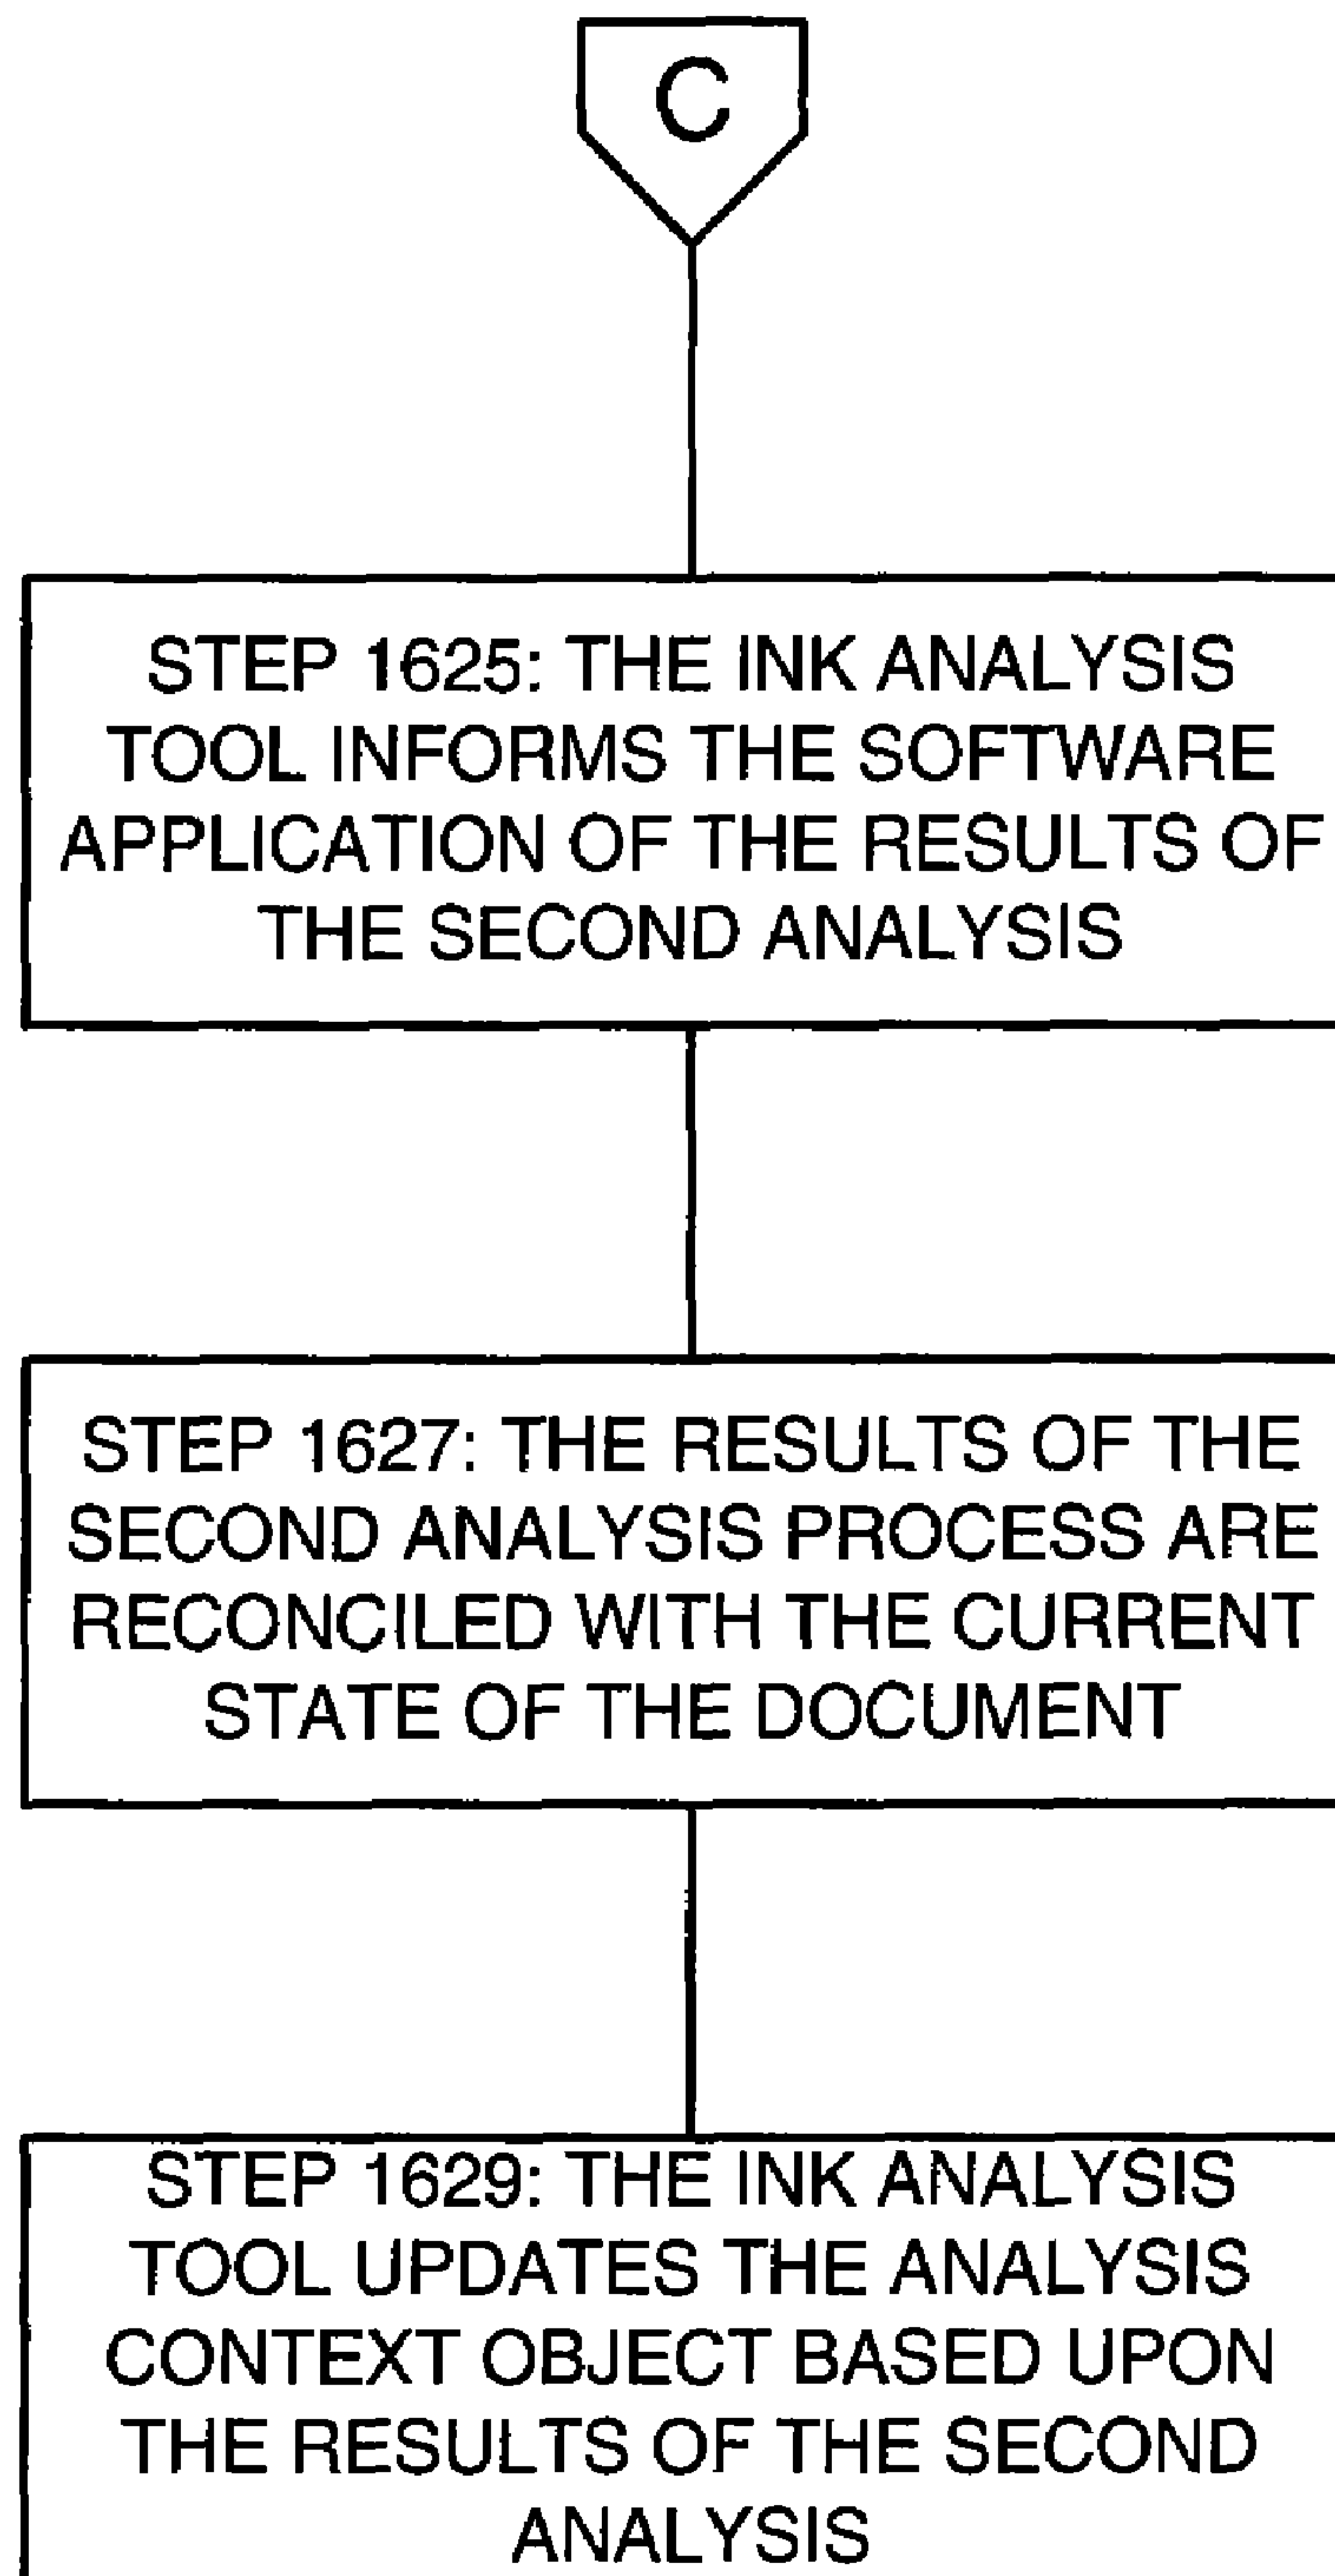 C
STEP 1625: THE INK ANALYSIS
TOOL INFORMS THE SOFTWARE
APPLICATION OF THE RESULTS OF
THE SECOND ANALYSIS
STEP 1627: THE RESULTS OF THE
SECOND ANALYSIS PROCESS ARE
RECONCILED WITH THE CURRENT
STATE OF THE DOCUMENT
STEP 1629: THE INK ANALYSIS
TOOL UPDATES THE ANALYSIS
CONTEXT OBJECT BASED UPON
THE RESULTS OF THE SECOND
ANALYSIS